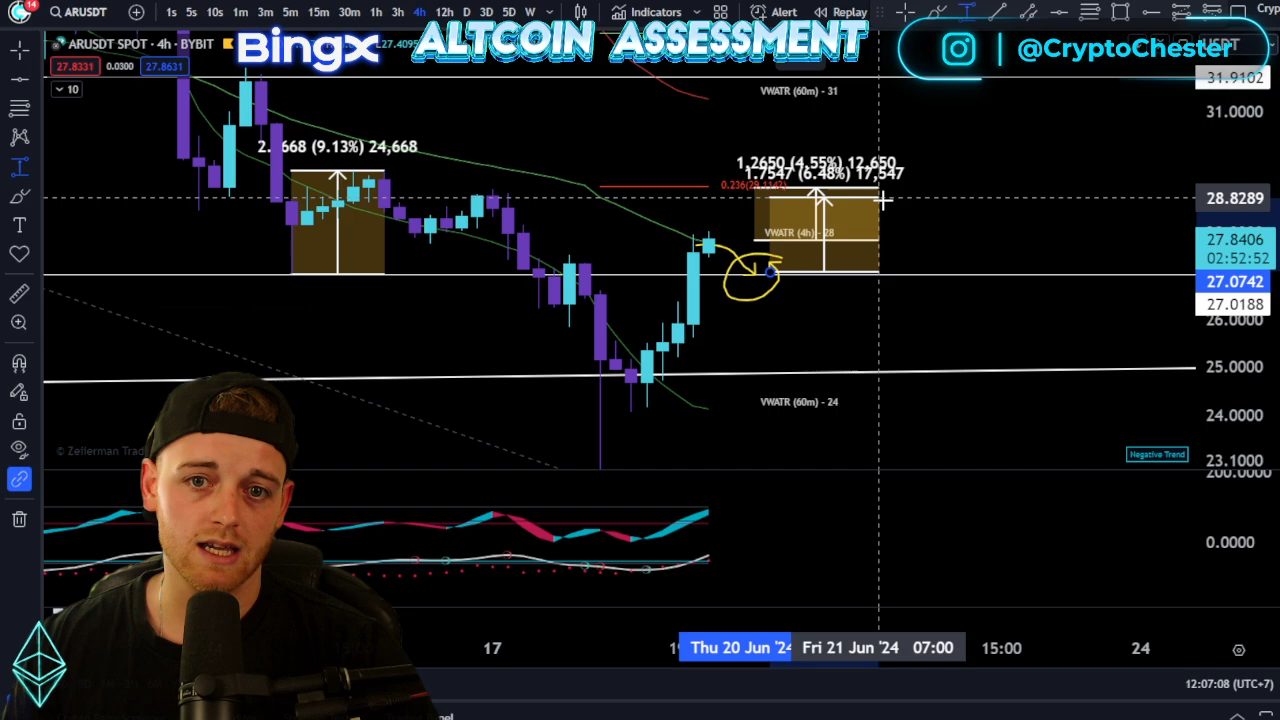 14
ARUSDT
1s 5s 10s 1m 3m 5m 15m 30m 1h 3h 4h 12h D 3D 5D W
Indicators
Alert
Replay
ARUSDT SPOT · 4h · BYBIT
BingX
ALTCOIN ASSESSMENT
@CryptoChester
27.8331
0.0300
27.8631
10
VWATR (60m) - 31
31.9102
31.0000
(9.13%) 24,668
1.2650 (4.55%) 12,650
1.7547 (6.48%) 17,547
28.8289
VWATR (4h) - 28
27.8406
02:52:52
27.0742
27.0188
26.0000
25.0000
VWATR (60m) - 24
24.0000
© Zeiierman Trad
Negative Trend
23.1000
200.0000
0.0000
17
Thu 20 Jun '24
Fri 21 Jun '24 07:00
15:00
24
12:07:08 (UTC+7)